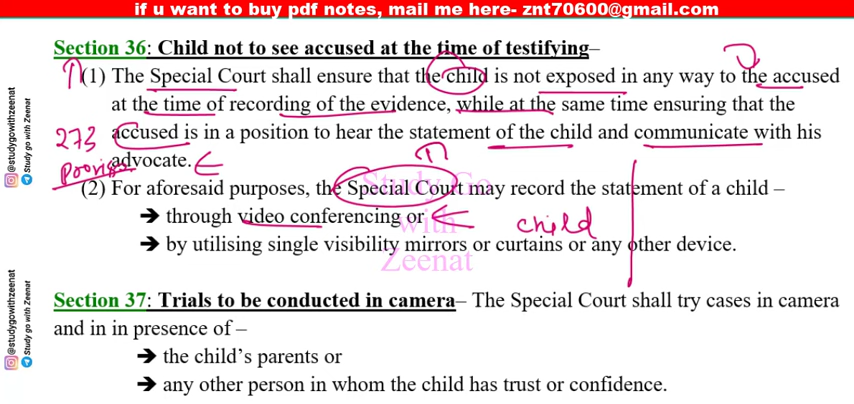 if u want to buy pdf notes, mail me here- znt70600@gmail.com
Section 36: Child not to see accused at the time of testifying–
(1) The Special Court shall ensure that the child is not exposed in any way to the accused
at the time of recording of the evidence, while at the same time ensuring that the
273 accused is in a position to hear the statement of the child and communicate with his
proviso advocate.
(2) For aforesaid purposes, the Special Court may record the statement of a child –
➔ through video conferencing or
child
➔ by utilising single visibility mirrors or curtains or any other device.
Study Go
with
Zeenat
Section 37: Trials to be conducted in camera– The Special Court shall try cases in camera
and in in presence of –
➔ the child's parents or
➔ any other person in whom the child has trust or confidence.
@studygowithzeenat
Study go with Zeenat
@studygowithzeenat
Study go with Zeenat